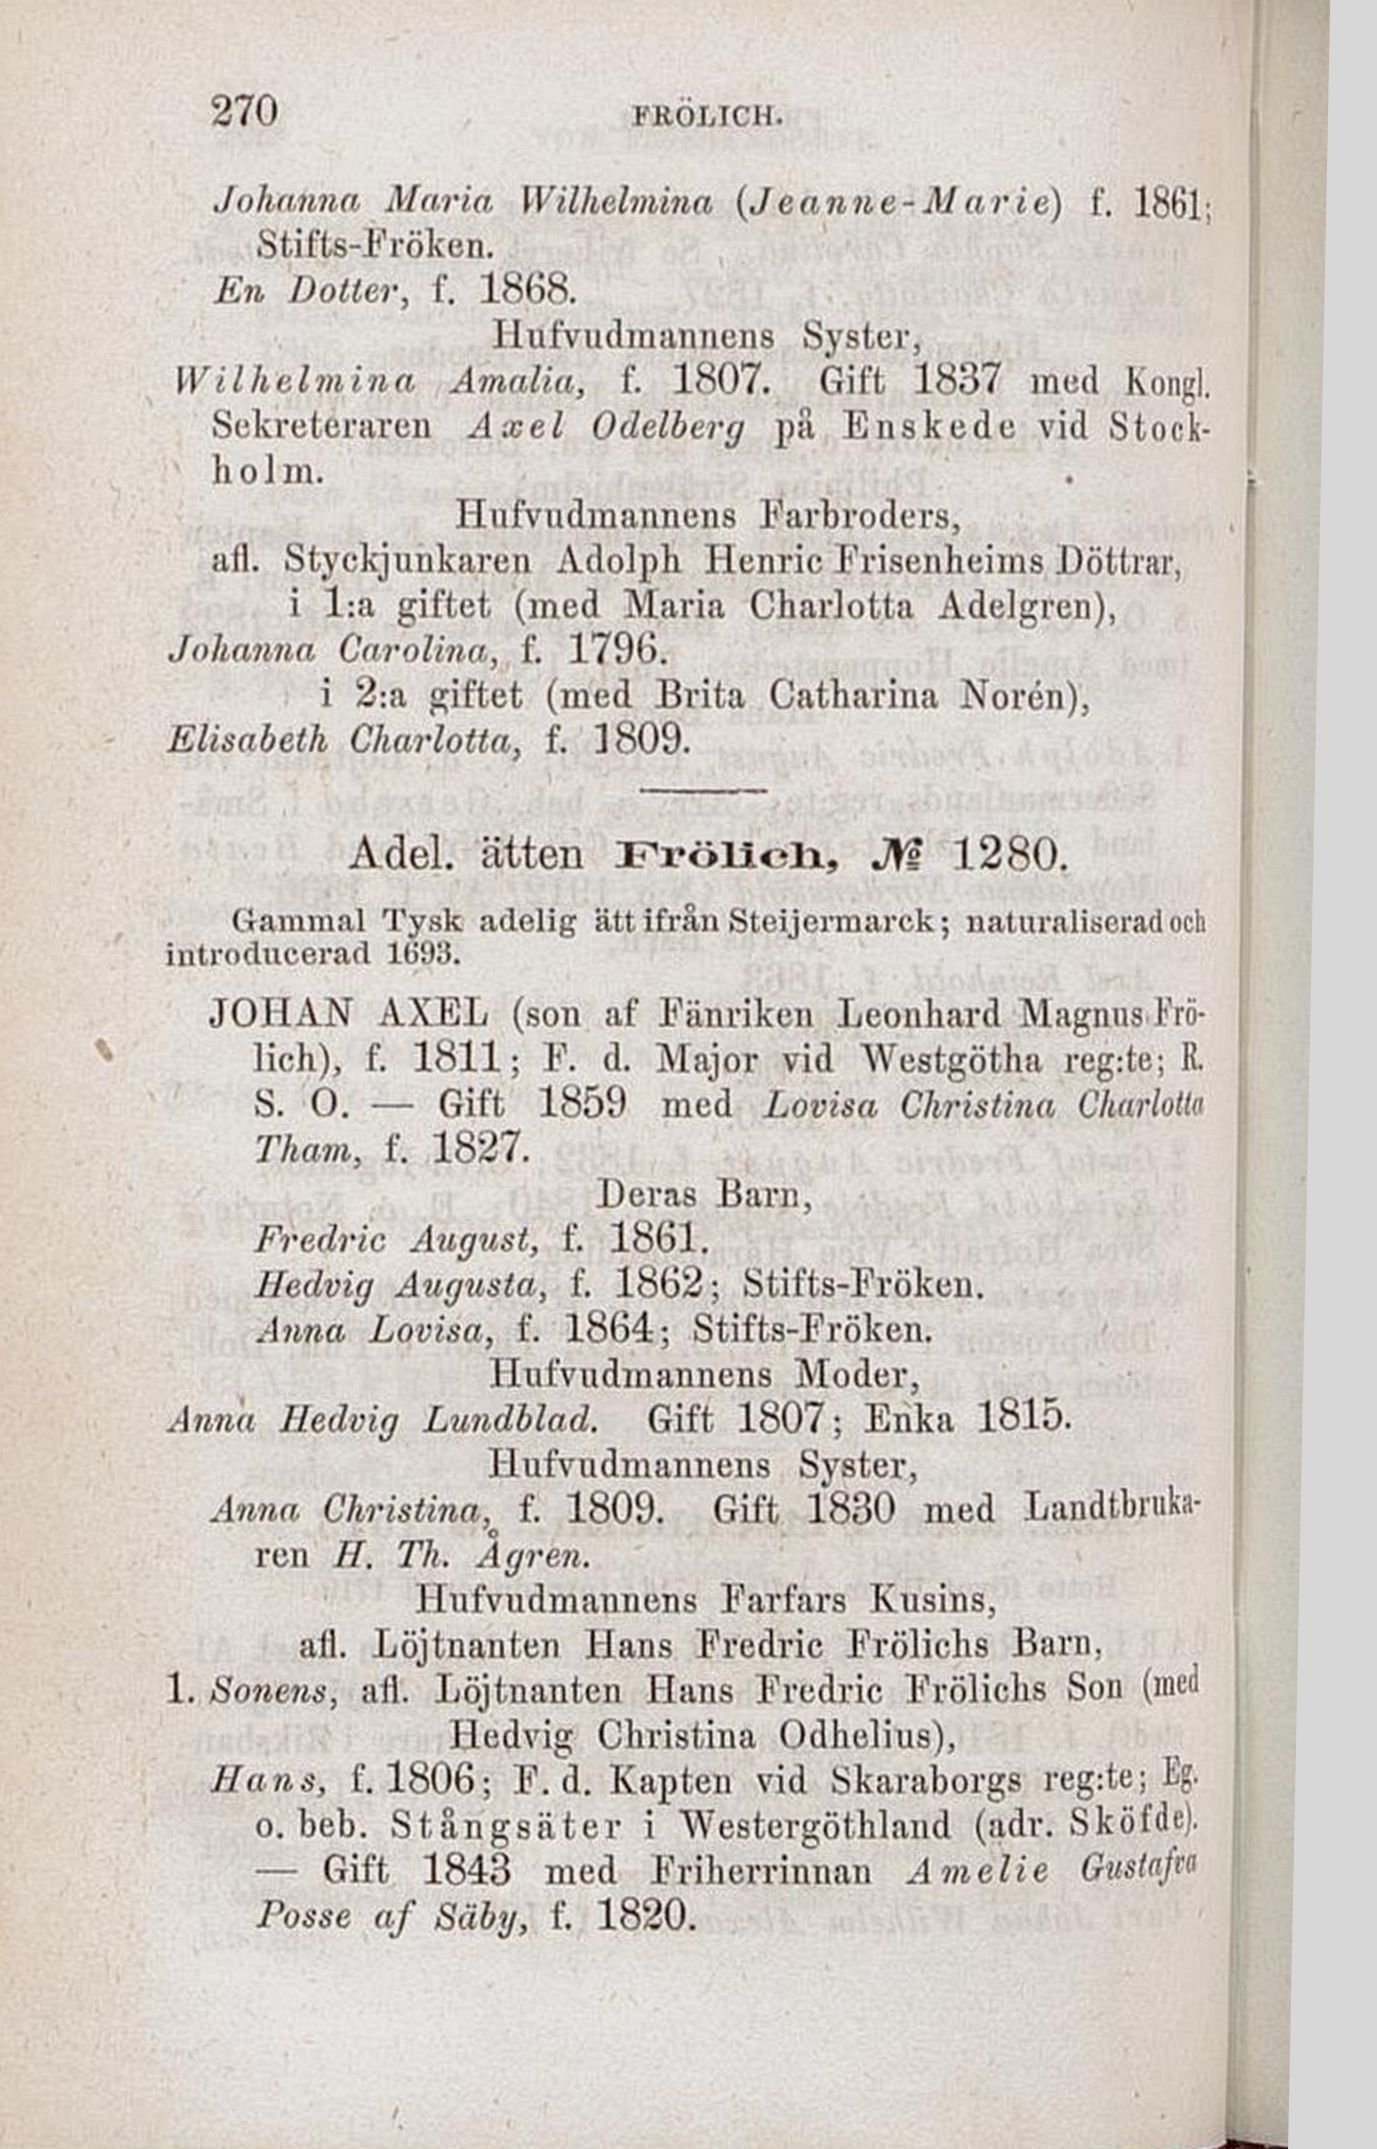 270 FRÖLICH.
Johanna Maria Wilhelmina (Jeanne-Marie) f. 1861;
Stifts-Fröken.
En Dotter, f. 1868.
Hufvudmannens Syster,
Wilhelmina Amalia, f. 1807. Gift 1837 med Kongl.
Sekreteraren Axel Odelberg på Enskede vid Stock-
holm.
Hufvudmannens Farbroders,
afl. Styckjunkaren Adolph Henric Frisenheims Döttrar,
i 1:a giftet (med Maria Charlotta Adelgren),
Johanna Carolina, f. 1796.
i 2:a giftet (med Brita Catharina Norén),
Elisabeth Charlotta, f. 1809.
Adel. ätten Frölich, № 1280.
Gammal Tysk adelig ätt ifrån Steijermarck; naturaliserad och
introducerad 1693.
JOHAN AXEL (son af Fänriken Leonhard Magnus Frö-
lich), f. 1811; F. d. Major vid Westgötha reg:te; R.
S. O. — Gift 1859 med Lovisa Christina Charlotta
Tham, f. 1827.
Deras Barn,
Fredric August, f. 1861.
Hedvig Augusta, f. 1862; Stifts-Fröken.
Anna Lovisa, f. 1864; Stifts-Fröken.
Hufvudmannens Moder,
Anna Hedvig Lundblad. Gift 1807; Enka 1815.
Hufvudmannens Syster,
Anna Christina, f. 1809. Gift 1830 med Landtbruka-
ren H. Th. Ågren.
Hufvudmannens Farfars Kusins,
afl. Löjtnanten Hans Fredric Frölichs Barn,
1. Sonens, afl. Löjtnanten Hans Fredric Frölichs Son (med
Hedvig Christina Odhelius),
Hans, f. 1806; F. d. Kapten vid Skaraborgs reg:te; Eg.
o. beb. Stångsäter i Westergöthland (adr. Sköfde).
— Gift 1843 med Friherrinnan Amelie Gustafva
Posse af Säby, f. 1820.